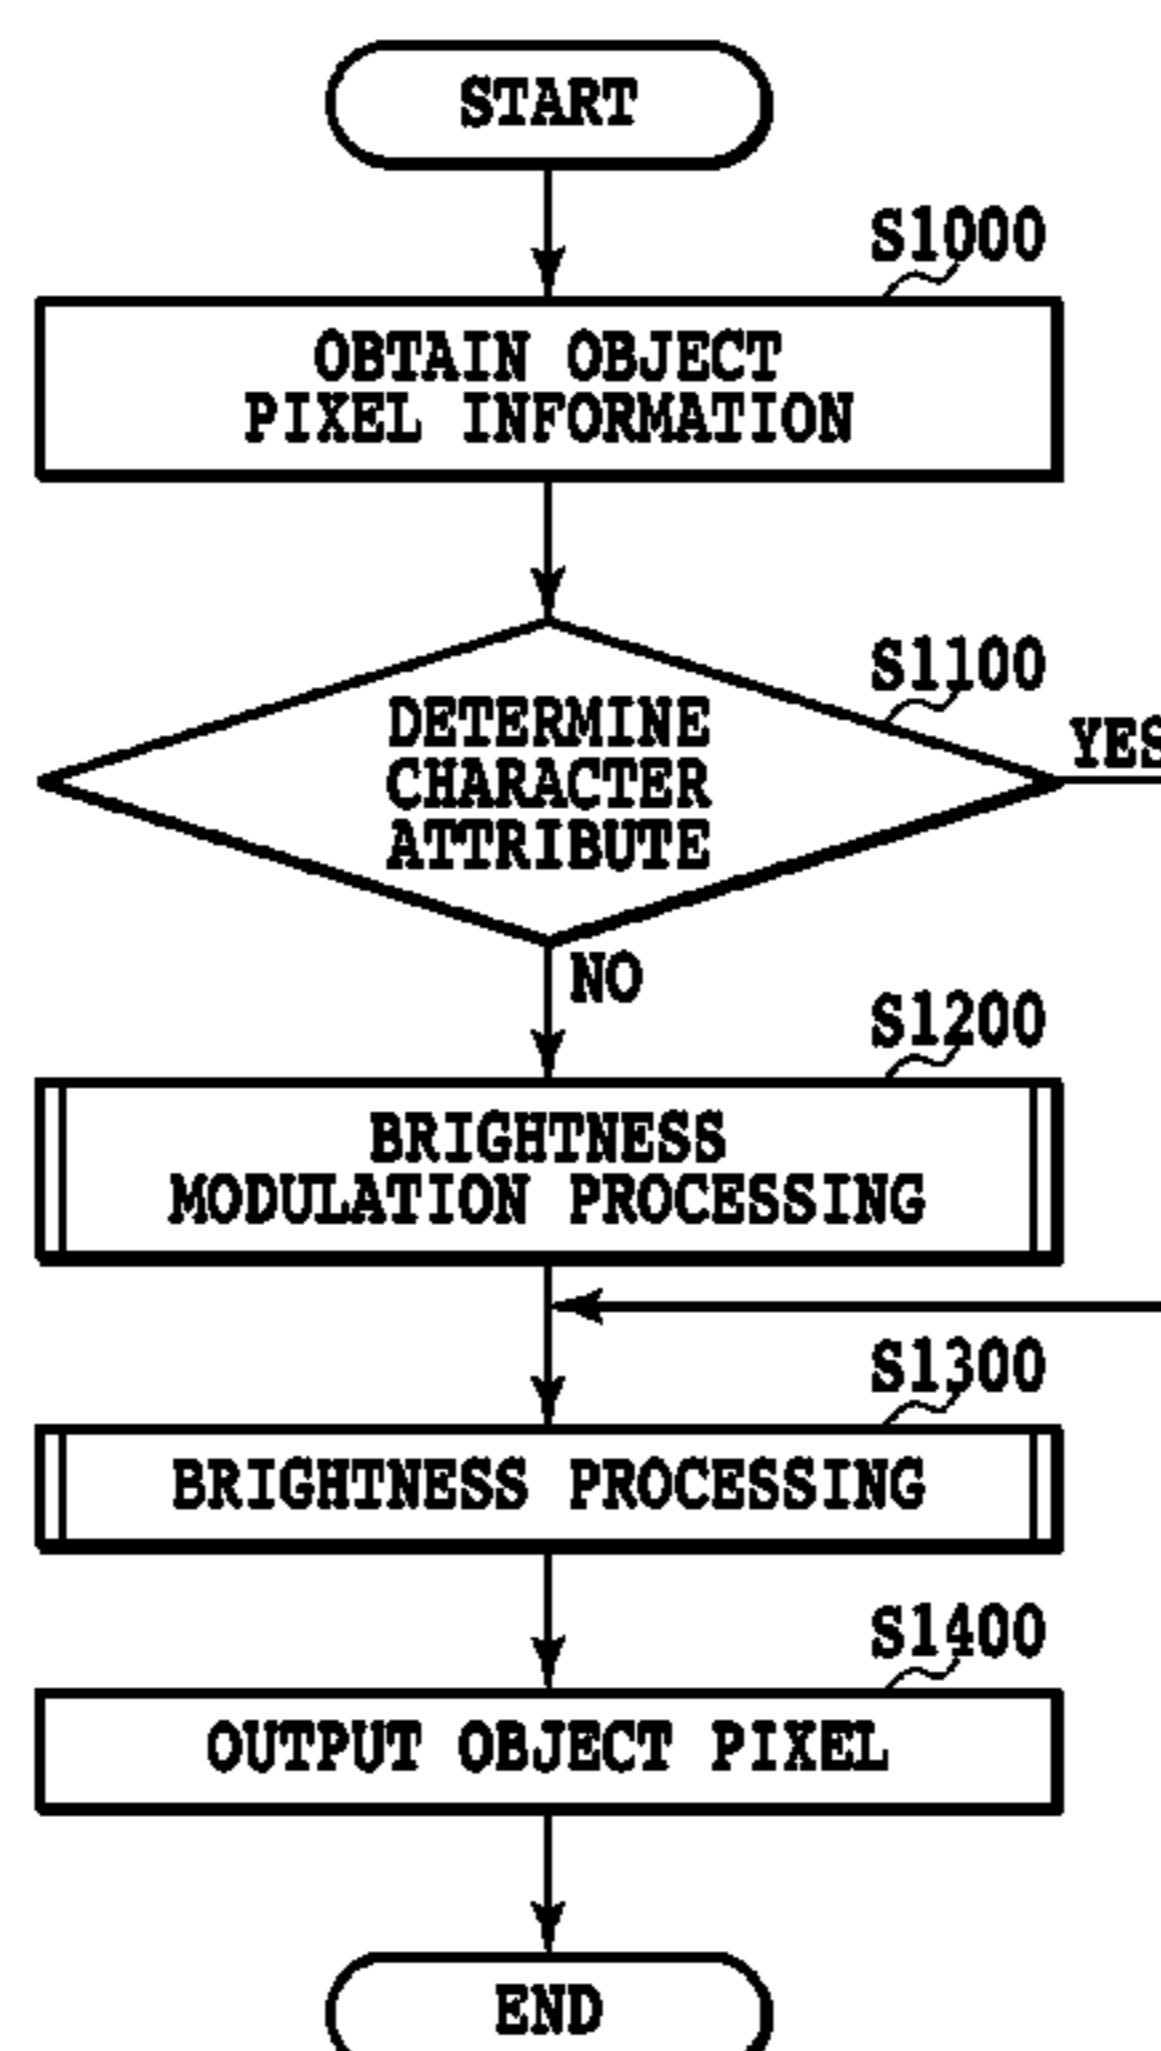 START
S1000
OBTAIN OBJECT
PIXEL INFORMATION
S1100
YES
DETERMINE
CHARACTER
ATTRIBUTE
NO
S1200
BRIGHTNESS
MODULATION PROCESSING
S1300
BRIGHTNESS PROCESSING
S1400
OUTPUT OBJECT PIXEL
END